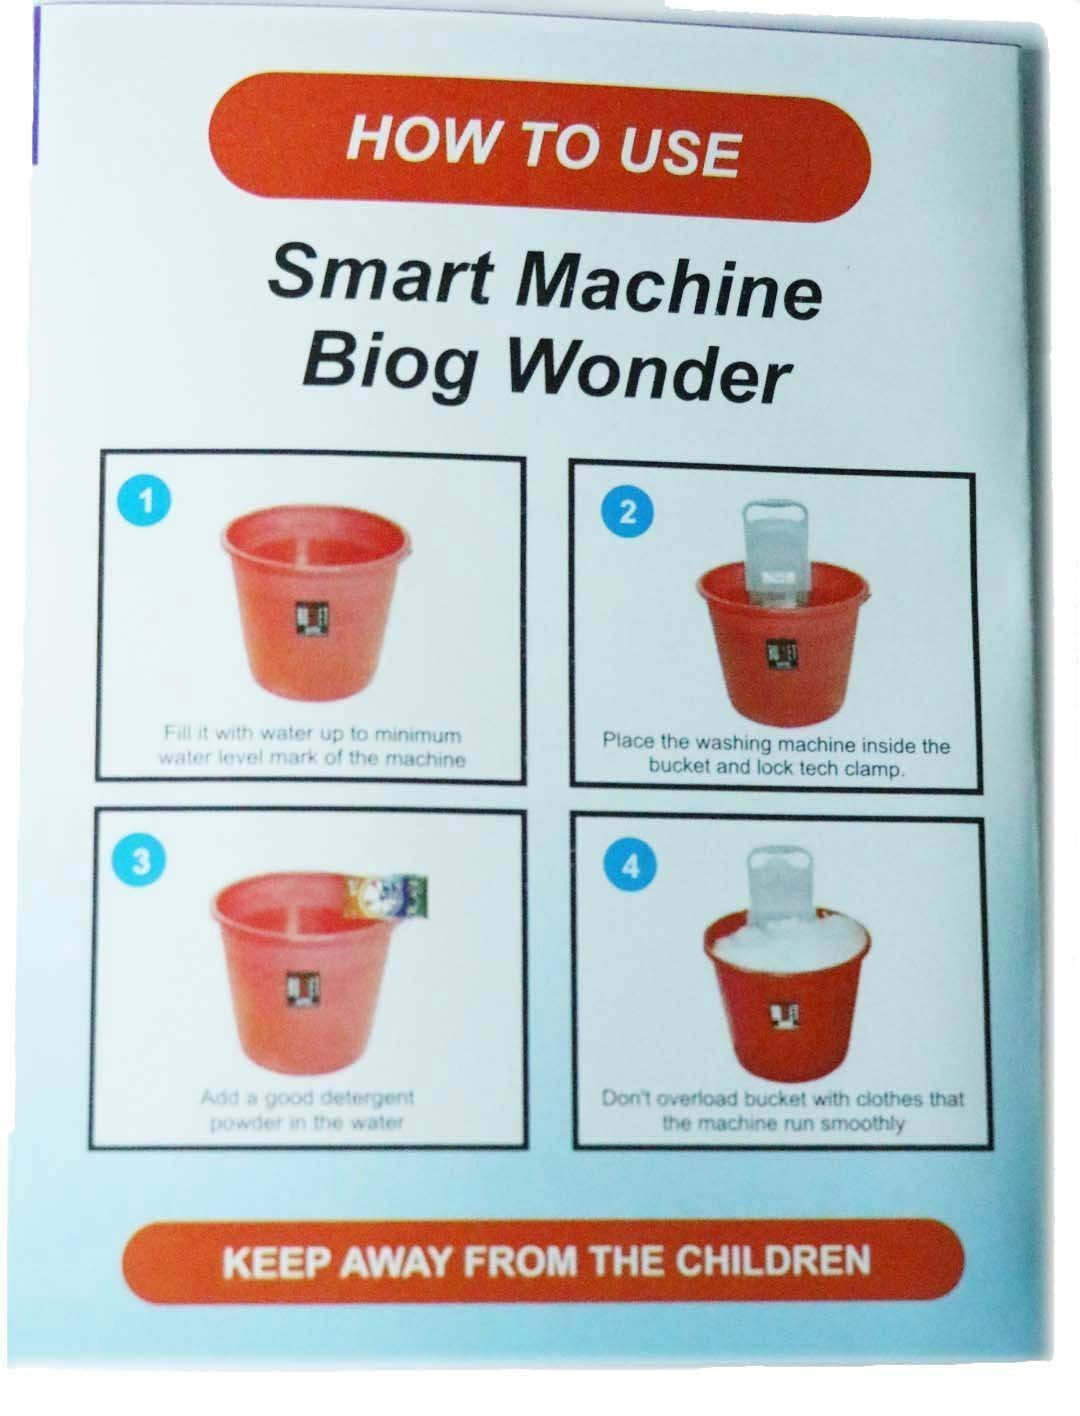 HOW TO USE
Smart Machine
Biog Wonder
1
Fill it with water up to minimum
water level mark of the machine
2
Place the washing machine inside the
bucket and lock tech clamp.
3
Add a good detergent
powder in the water
4
Don't overload bucket with clothes that
the machine run smoothly
KEEP AWAY FROM THE CHILDREN